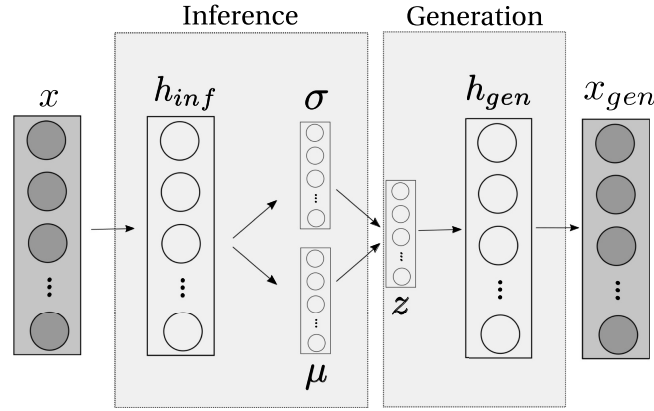 Inference
Generation
x
h_inf
σ
h_gen
x_gen
...
...
...
...
...
...
...
z
μ